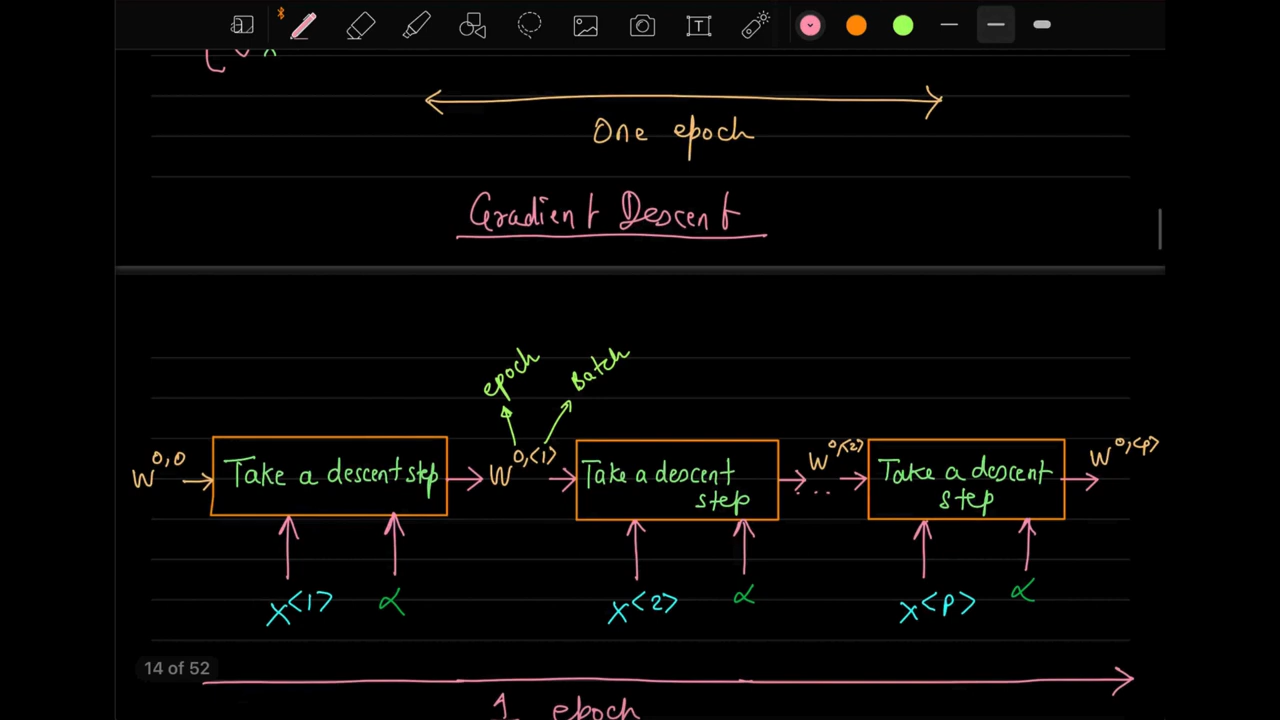 One epoch
Gradient Descent
epoch Batch
W^0,0 Take a descent step W^0,<1> Take a descent step ... W^0,<2> Take a descent step W^0,<P>
X<1> α X<2> α X<P> α
14 of 52
1 epoch